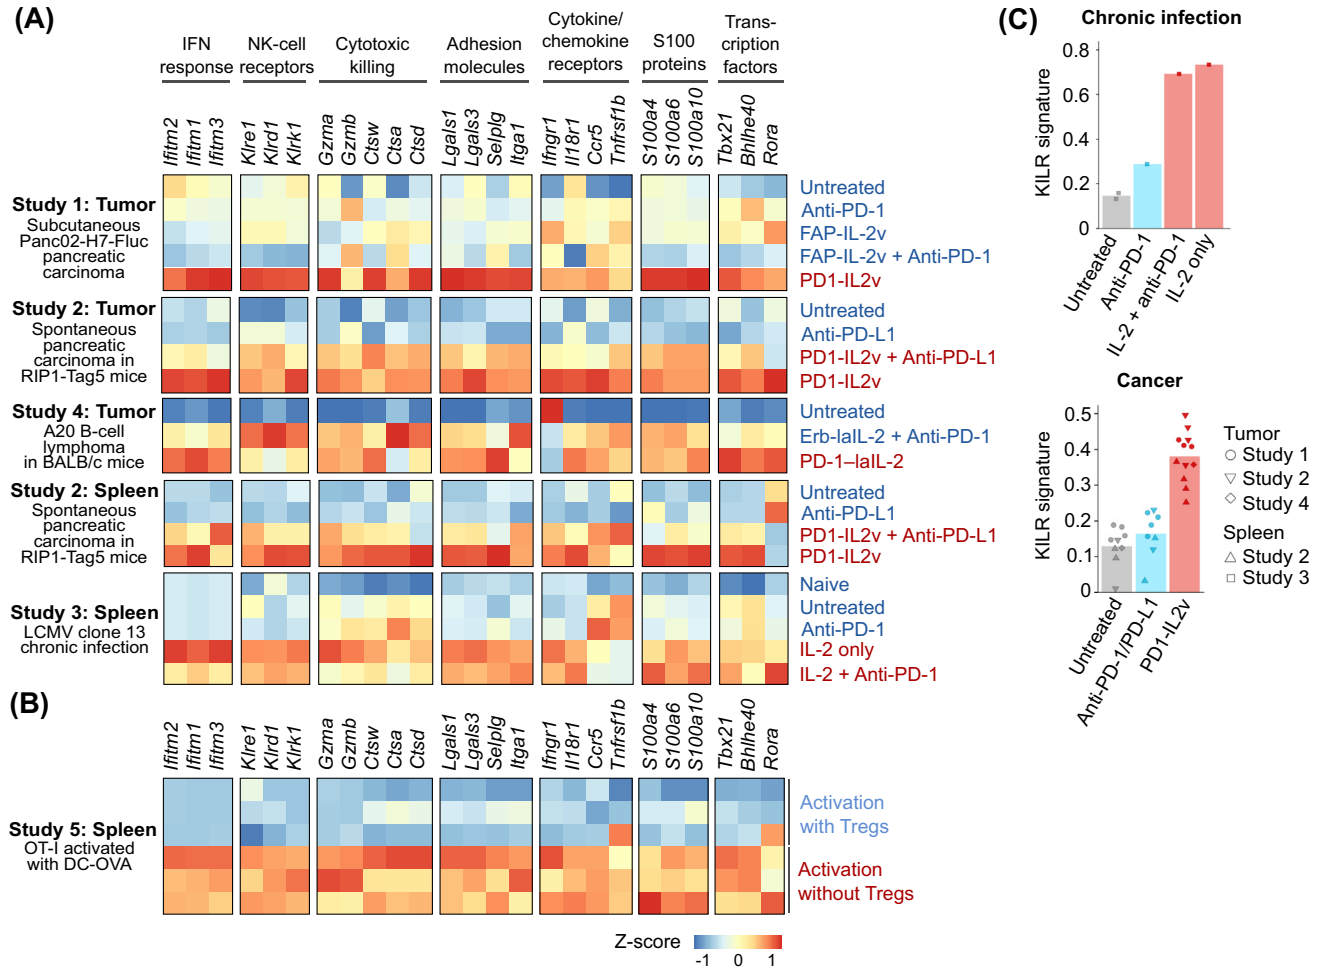 (A)
IFN
response
NK-cell
receptors
Cytotoxic
killing
Adhesion
molecules
Cytokine/
chemokine
receptors
S100
proteins
Trans-
cription
factors
Ifitm2
Ifitm1
Ifitm3
Klre1
Klrd1
Klrk1
Gzma
Gzmb
Ctsw
Ctsa
Ctsd
Lgals1
Lgals3
Selplg
Itga1
Ifngr1
Il18r1
Ccr5
Tnfrsf1b
S100a4
S100a6
S100a10
Tbx21
Bhlhe40
Rora
Study 1: Tumor
Subcutaneous
Panc02-H7-Fluc
pancreatic
carcinoma
Untreated
Anti-PD-1
FAP-IL-2v
FAP-IL-2v + Anti-PD-1
PD1-IL2v
Study 2: Tumor
Spontaneous
pancreatic
carcinoma in
RIP1-Tag5 mice
Untreated
Anti-PD-L1
PD1-IL2v + Anti-PD-L1
PD1-IL2v
Study 4: Tumor
A20 B-cell
lymphoma
in BALB/c mice
Untreated
Erb-laIL-2 + Anti-PD-1
PD-1–laIL-2
Study 2: Spleen
Spontaneous
pancreatic
carcinoma in
RIP1-Tag5 mice
Untreated
Anti-PD-L1
PD1-IL2v + Anti-PD-L1
PD1-IL2v
Study 3: Spleen
LCMV clone 13
chronic infection
Naive
Untreated
Anti-PD-1
IL-2 only
IL-2 + Anti-PD-1
(B)
Ifitm2
Ifitm1
Ifitm3
Klre1
Klrd1
Klrk1
Gzma
Gzmb
Ctsw
Ctsa
Ctsd
Lgals1
Lgals3
Selplg
Itga1
Ifngr1
Il18r1
Ccr5
Tnfrsf1b
S100a4
S100a6
S100a10
Tbx21
Bhlhe40
Rora
Study 5: Spleen
OT-I activated
with DC-OVA
Activation
with Tregs
Activation
without Tregs
Z-score
-1 0 1
(C)
Chronic infection
KILR signature
0.8
0.6
0.4
0.2
0
Untreated
Anti-PD-1
IL-2 + anti-PD-1
IL-2 only
Cancer
KILR signature
0.5
0.4
0.3
0.2
0.1
0
Untreated
Anti-PD-1/PD-L1
PD1-IL2v
Tumor
Study 1
Study 2
Study 4
Spleen
Study 2
Study 3